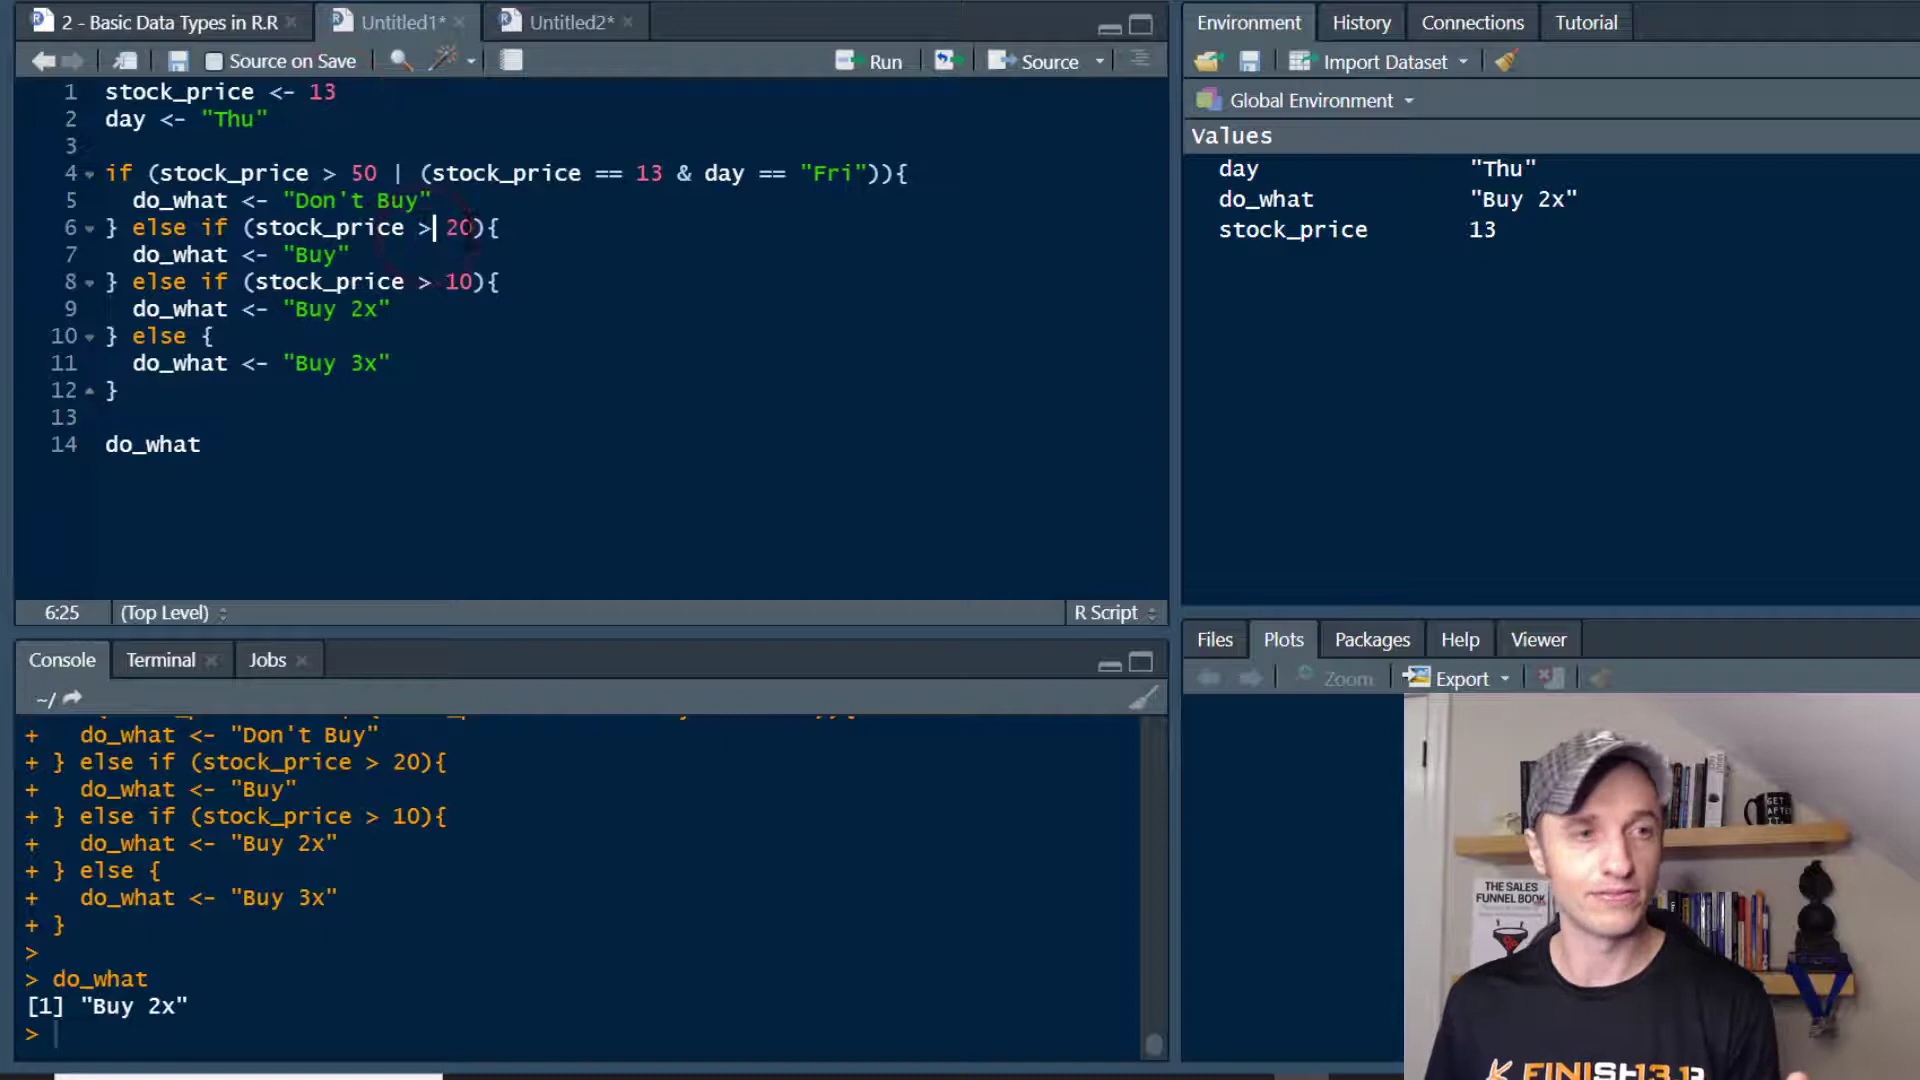 2 - Basic Data Types in R.R
Untitled1*
Untitled2*
Source on Save
Run
Source
1 stock_price <- 13
2 day <- "Thu"
3
4 if (stock_price > 50 | (stock_price == 13 & day == "Fri")){
5 do_what <- "Don't Buy"
6 } else if (stock_price > 20){
7 do_what <- "Buy"
8 } else if (stock_price > 10){
9 do_what <- "Buy 2x"
10 } else {
11 do_what <- "Buy 3x"
12 }
13
14 do_what
6:25 (Top Level) R Script
Console Terminal Jobs
~/
+ do_what <- "Don't Buy"
+ } else if (stock_price > 20){
+ do_what <- "Buy"
+ } else if (stock_price > 10){
+ do_what <- "Buy 2x"
+ } else {
+ do_what <- "Buy 3x"
+ }
>
> do_what
[1] "Buy 2x"
>
Environment History Connections Tutorial
Import Dataset
Global Environment
Values
day "Thu"
do_what "Buy 2x"
stock_price 13
Files Plots Packages Help Viewer
Zoom Export
GET
AFTER
IT
THE SALES
FUNNEL BOOK
FINISH13.1